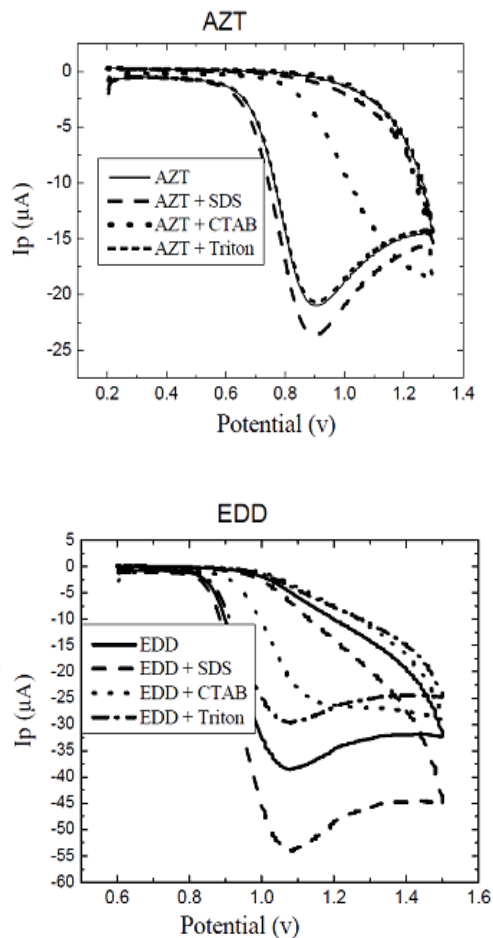 AZT
0
-5
-10
-15
-20
-25
Ip (µA)
AZT
AZT + SDS
AZT + CTAB
AZT + Triton
0.2 0.4 0.6 0.8 1.0 1.2 1.4
Potential (v)
EDD
5
0
-5
-10
-15
-20
-25
-30
-35
-40
-45
-50
-55
-60
Ip (µA)
EDD
EDD + SDS
EDD + CTAB
EDD + Triton
0.6 0.8 1.0 1.2 1.4 1.6
Potential (v)